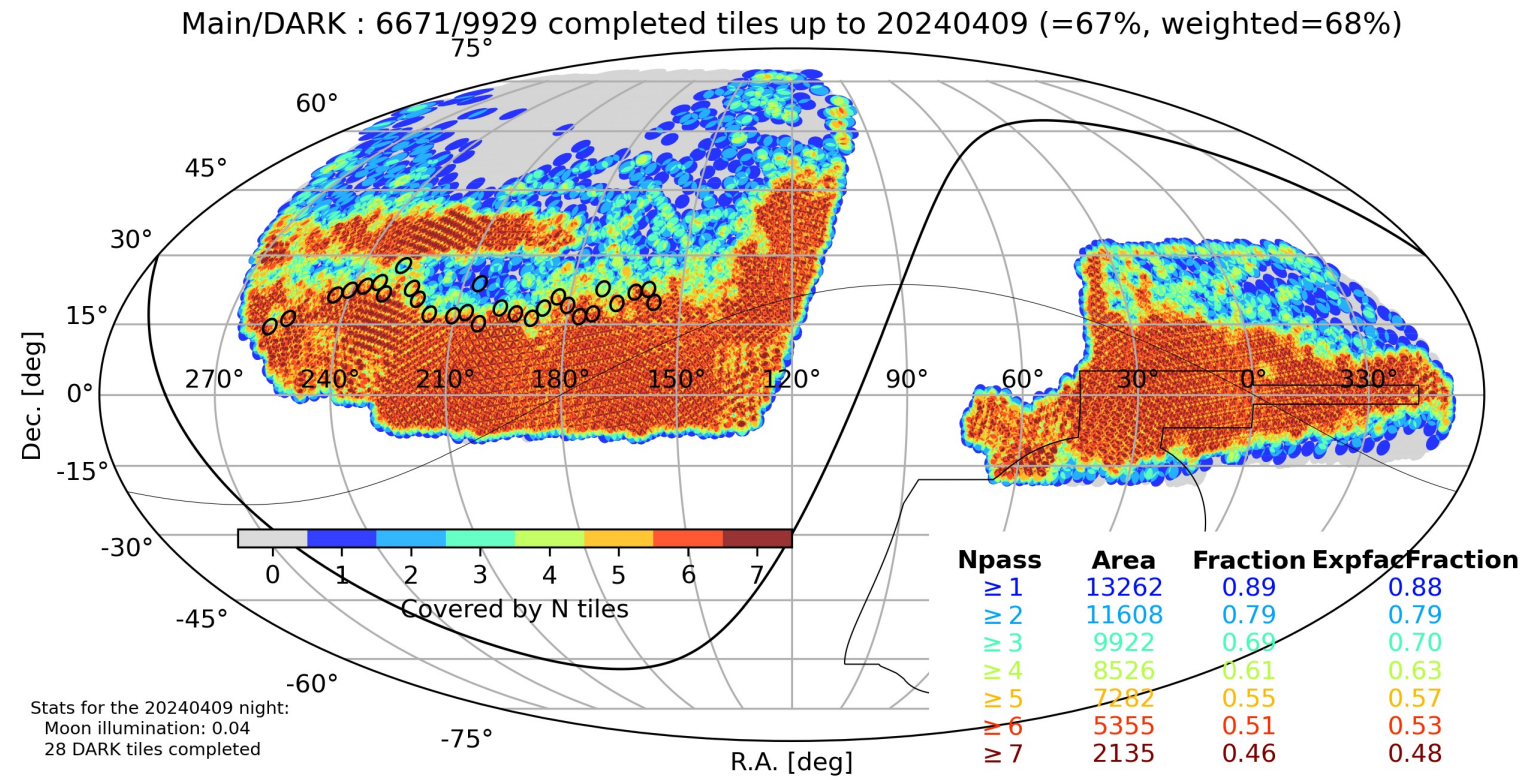 Main/DARK : 6671/9929 completed tiles up to 20240409 (=67%, weighted=68%)
75°
60°
45°
30°
15°
0°
-15°
-30°
-45°
-60°
-75°
Dec. [deg]
270° 240° 210° 180° 150° 120° 90° 60° 30° 0° 330°
0 1 2 3 4 5 6 7
Covered by N tiles
Npass Area Fraction ExpfacFraction
≥ 1 13262 0.89 0.88
≥ 2 11608 0.79 0.79
≥ 3 9922 0.69 0.70
≥ 4 8526 0.61 0.63
≥ 5 7282 0.55 0.57
≥ 6 5355 0.51 0.53
≥ 7 2135 0.46 0.48
Stats for the 20240409 night:
Moon illumination: 0.04
28 DARK tiles completed
R.A. [deg]